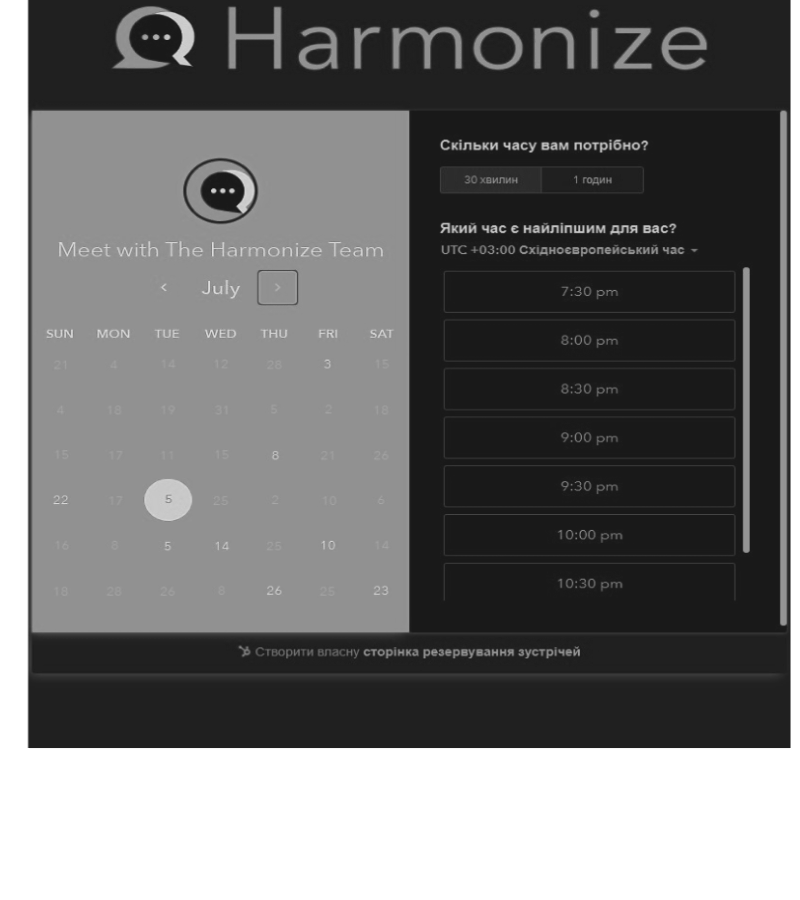 Harmonize
Meet with The Harmonize Team
July
SUN MON TUE WED THU FRI SAT
21 4 14 12 28 3 15
4 18 19 31 5 2 18
15 17 11 15 8 21 26
22 17 5 25 2 10 6
16 8 5 14 25 10 14
18 28 26 8 26 25 23
Скільки часу вам потрібно?
30 хвилин 1 годин
Який час є найліпшим для вас?
UTC +03:00 Східноєвропейський час
7:30 pm
8:00 pm
8:30 pm
9:00 pm
9:30 pm
10:00 pm
10:30 pm
Створити власну сторінка резервування зустрічей